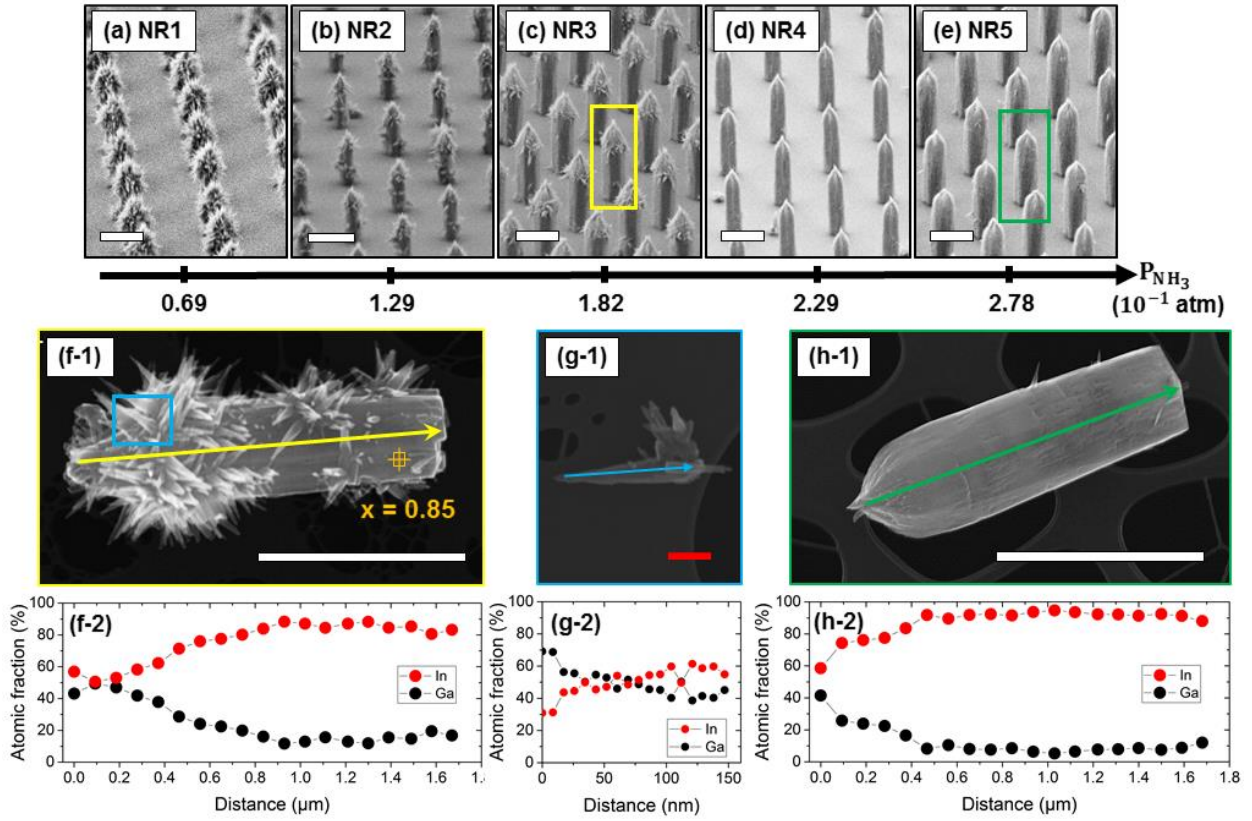 (a) NR1
(b) NR2
(c) NR3
(d) NR4
(e) NR5
0.69
1.29
1.82
2.29
2.78
P_NH₃
(10⁻¹ atm)
(f-1)
x = 0.85
(g-1)
(h-1)
(f-2)
Atomic fraction (%)
100
80
60
40
20
0
In
Ga
0.0 0.2 0.4 0.6 0.8 1.0 1.2 1.4 1.6 1.
Distance (µm)
(g-2)
Atomic fraction (%)
100
80
60
40
20
0
In
Ga
0 50 100 150
Distance (nm)
(h-2)
Atomic fraction (%)
100
80
60
40
20
0
In
Ga
0.0 0.2 0.4 0.6 0.8 1.0 1.2 1.4 1.6 1.8
Distance (µm)